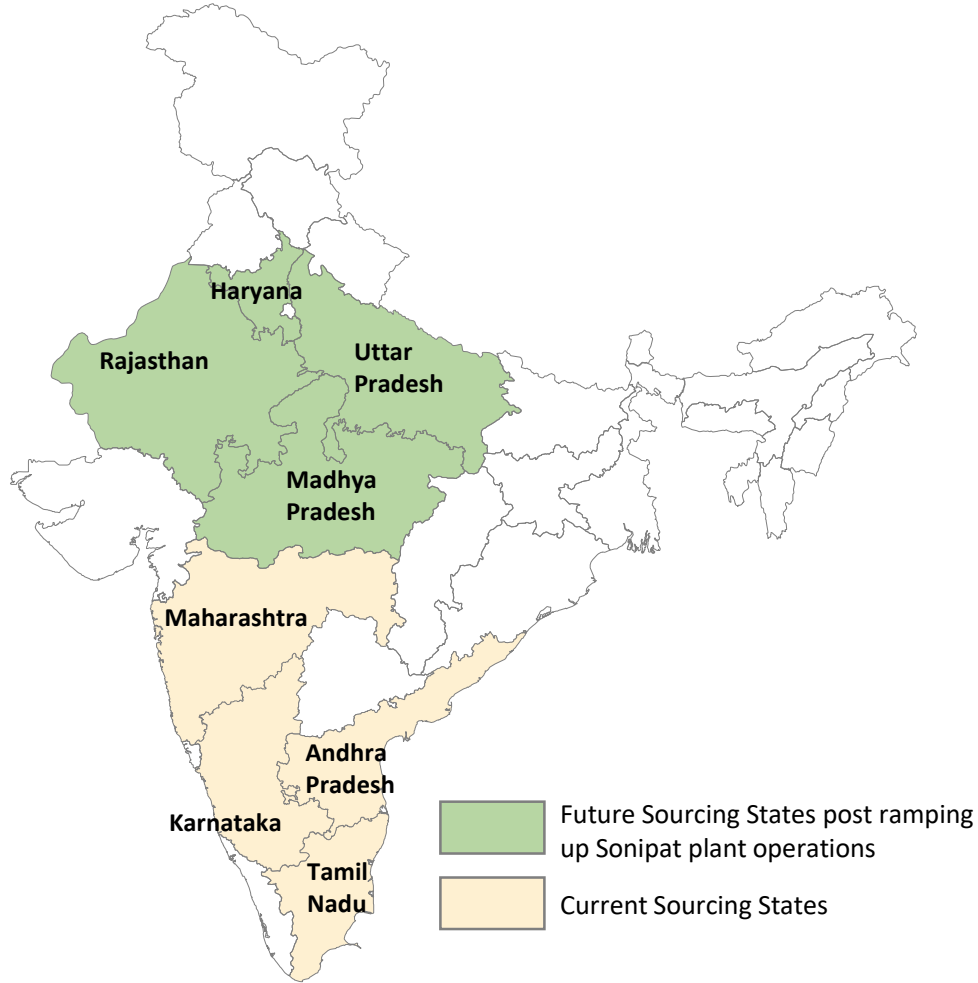 Haryana
Rajasthan
Uttar
Pradesh
Madhya
Pradesh
Maharashtra
Andhra
Pradesh
Karnataka
Tamil
Nadu
Future Sourcing States post ramping
up Sonipat plant operations
Current Sourcing States